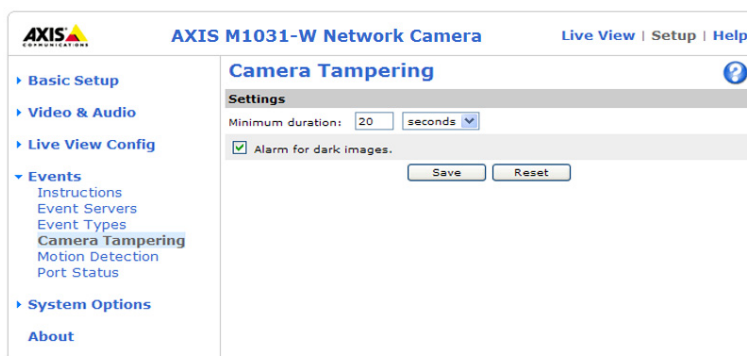 AXIS
COMMUNICATIONS
AXIS M1031-W Network Camera
Live View | Setup | Help
Basic Setup
Video & Audio
Live View Config
Events
Instructions
Event Servers
Event Types
Camera Tampering
Motion Detection
Port Status
System Options
About
Camera Tampering
?
Settings
Minimum duration: 20 seconds
Alarm for dark images.
Save Reset